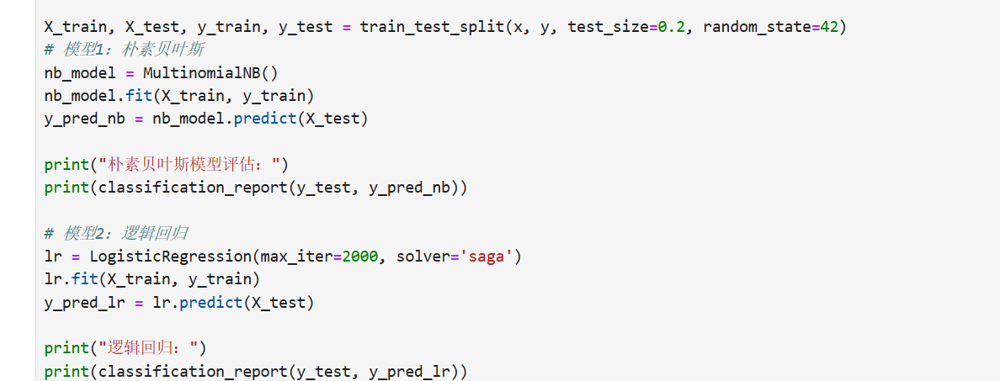 X_train, X_test, y_train, y_test = train_test_split(x, y, test_size=0.2, random_state=42)
# 模型1：朴素贝叶斯
nb_model = MultinomialNB()
nb_model.fit(X_train, y_train)
y_pred_nb = nb_model.predict(X_test)
print("朴素贝叶斯模型评估：")
print(classification_report(y_test, y_pred_nb))
# 模型2：逻辑回归
lr = LogisticRegression(max_iter=2000, solver='saga')
lr.fit(X_train, y_train)
y_pred_lr = lr.predict(X_test)
print("逻辑回归：")
print(classification_report(y_test, y_pred_lr))